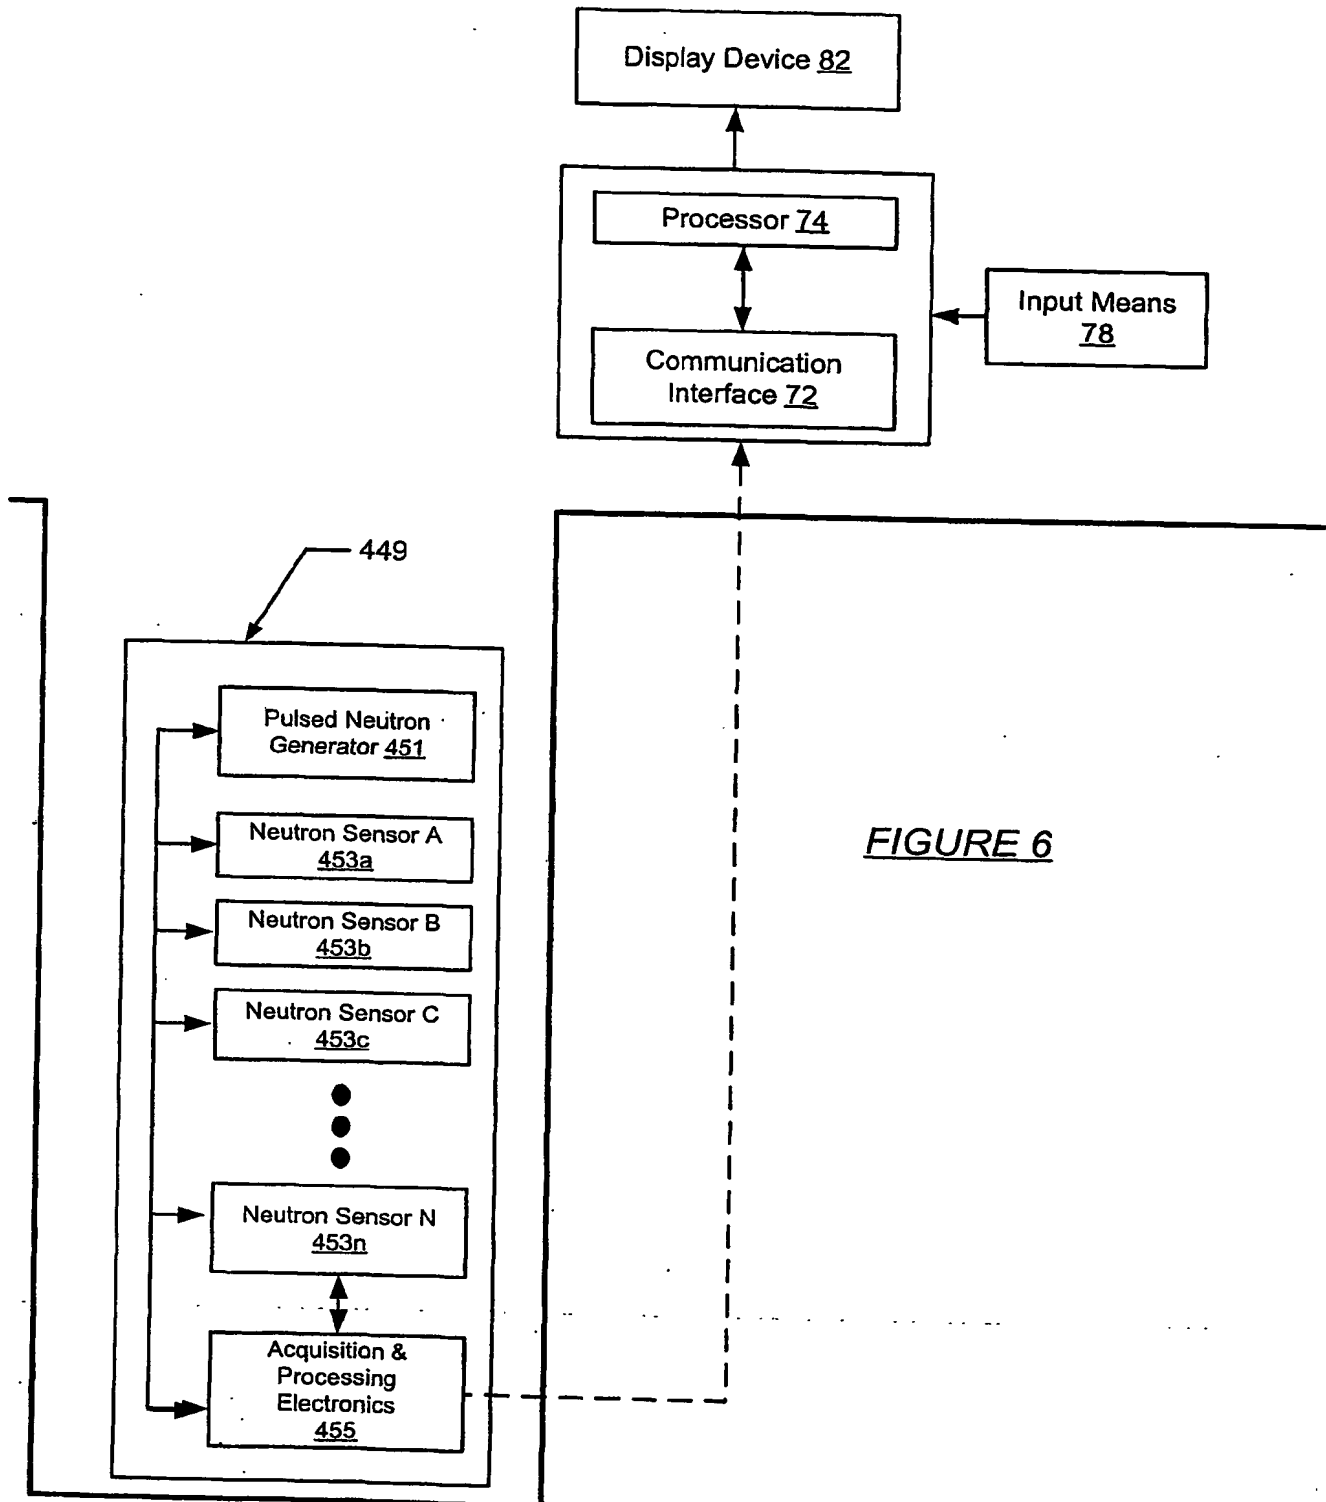 Display Device 82
Processor 74
Communication
Interface 72
Input Means
78
449
Pulsed Neutron
Generator 451
Neutron Sensor A
453a
Neutron Sensor B
453b
Neutron Sensor C
453c
Neutron Sensor N
453n
Acquisition &
Processing
Electronics
455
FIGURE 6